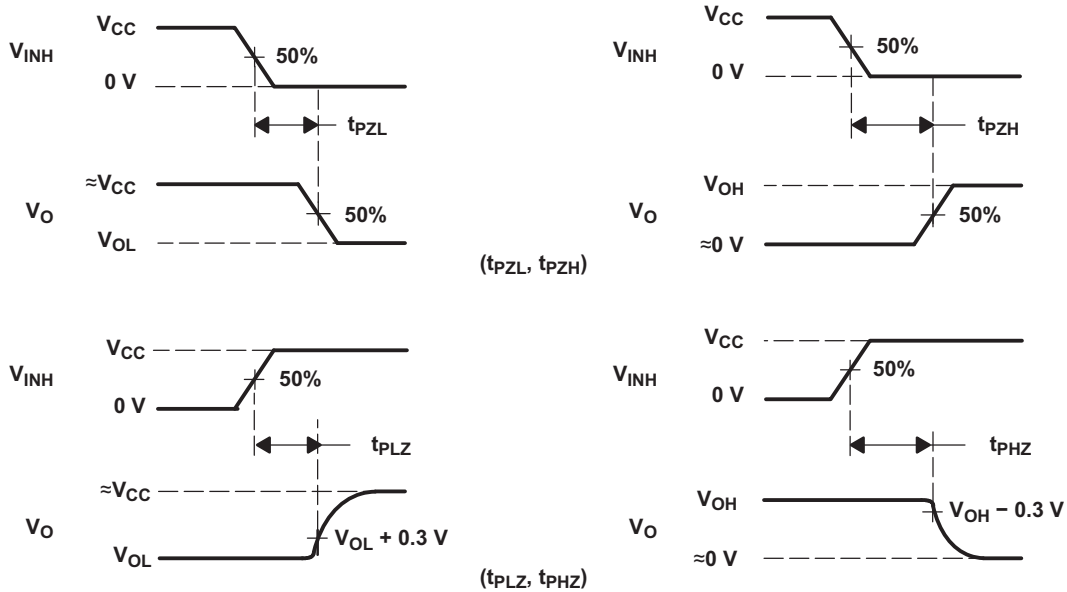 VCC
VINH
50%
0 V
tPZL
≈VCC
VO
50%
VOL
VCC
VINH
50%
0 V
tPZH
VOH
VO
50%
≈0 V
(tPZL, tPZH)
VCC
VINH
50%
0 V
tPLZ
≈VCC
VO
VOL + 0.3 V
VOL
VCC
VINH
50%
0 V
tPHZ
VOH
VOH − 0.3 V
VO
≈0 V
(tPLZ, tPHZ)